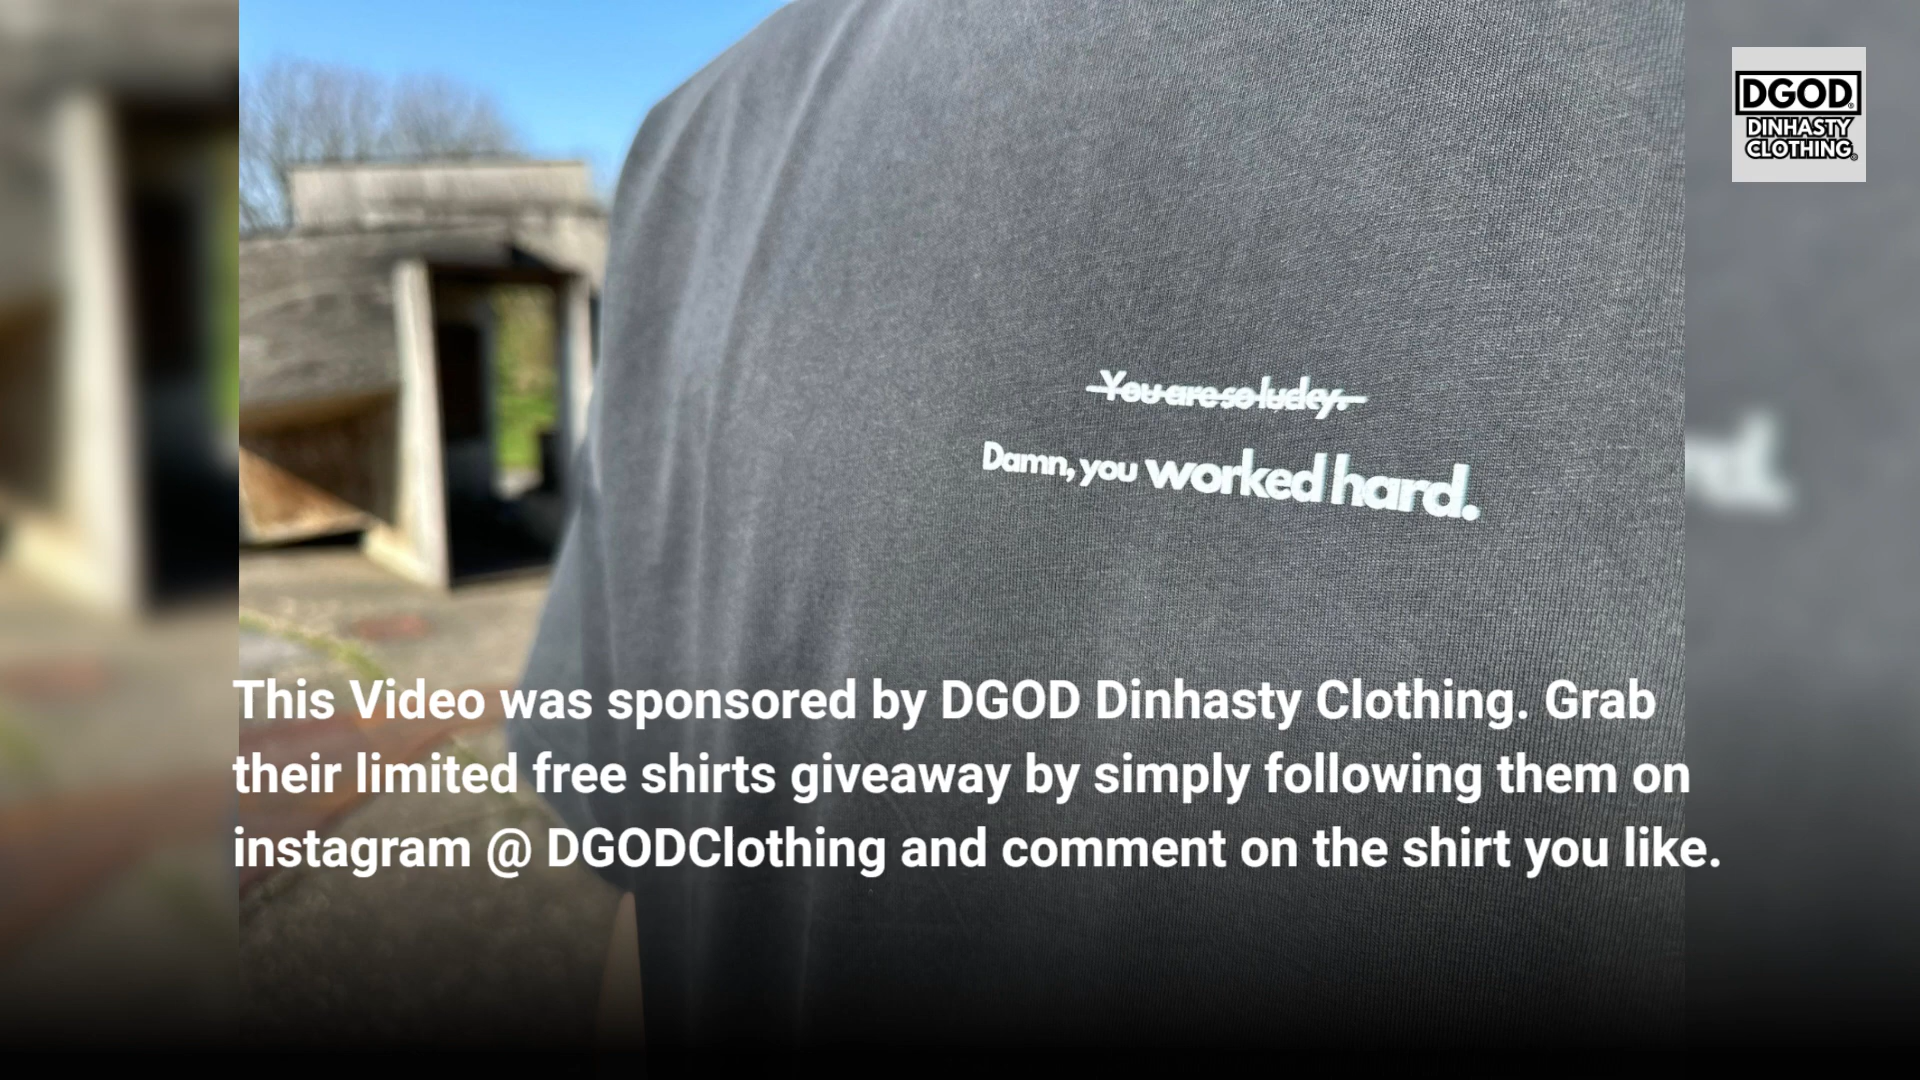 DGOD
DINHASTY
CLOTHING
You are so lucky.
Damn, you worked hard.
This Video was sponsored by DGOD Dinhasty Clothing. Grab
their limited free shirts giveaway by simply following them on
instagram @ DGODClothing and comment on the shirt you like.